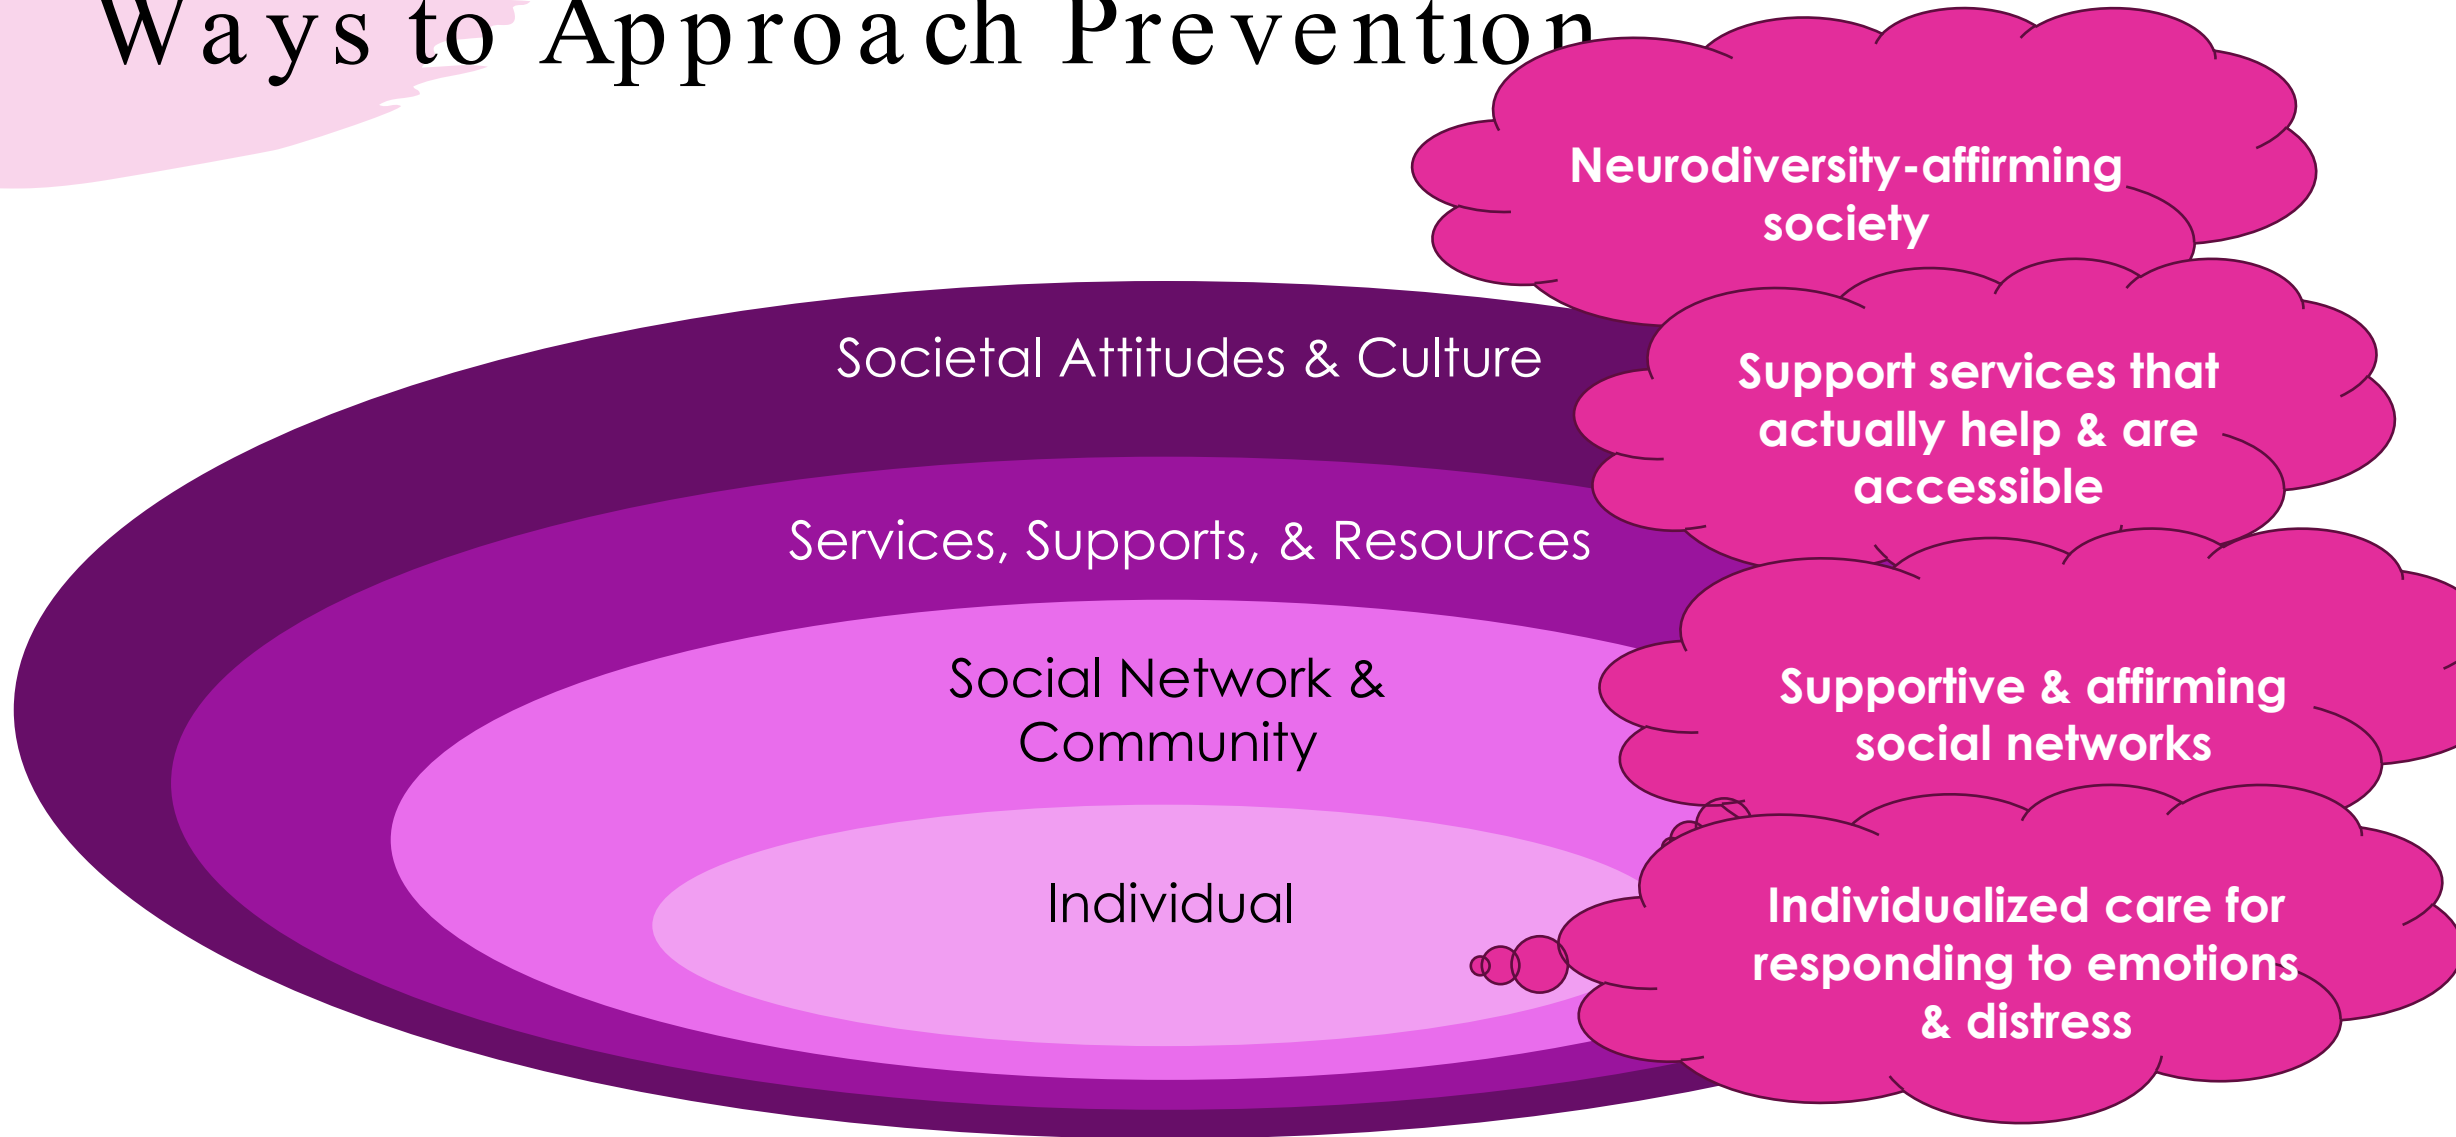 Ways to Approach Prevention
Neurodiversity-affirming
society
Societal Attitudes & Culture
Support services that
actually help & are
accessible
Services, Supports, & Resources
Social Network &
Community
Supportive & affirming
social networks
Individual
Individualized care for
responding to emotions
& distress